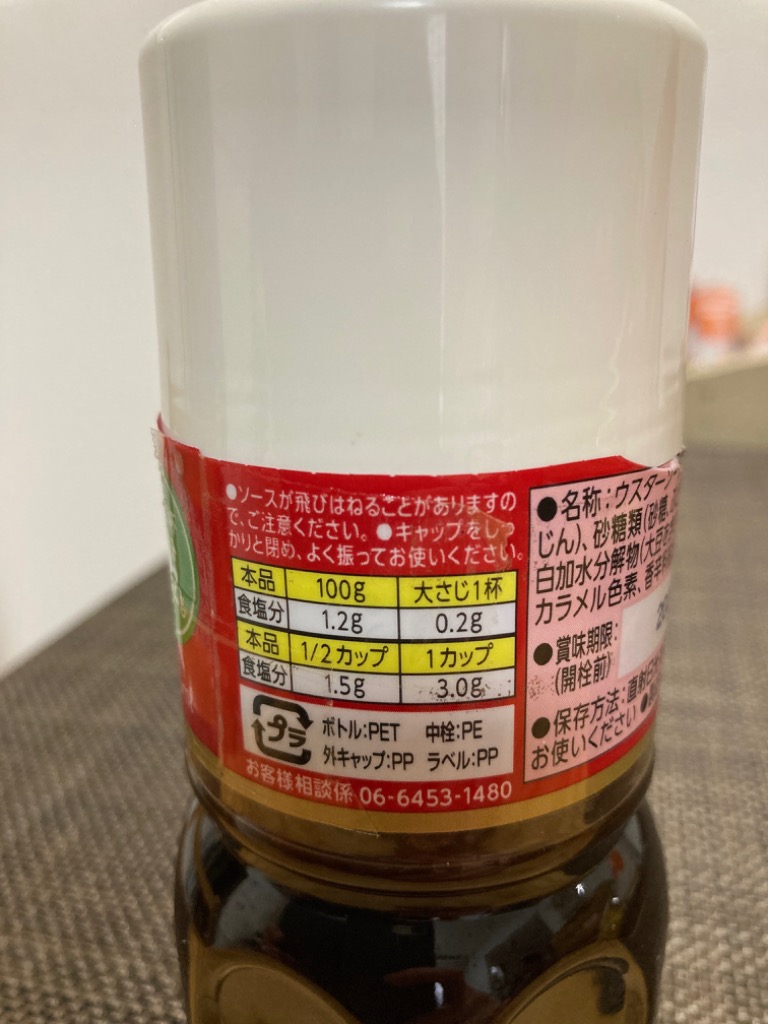 ●ソースが飛びはねることがありますの
で、ご注意ください。●キャップをしっ
かりと閉め、よく振ってお使いください。
本品 100g 大さじ1杯
食塩分 1.2g 0.2g
本品 1/2カップ 1カップ
食塩分 1.5g 3.0g
プラ
ボトル:PET 中栓:PE
外キャップ:PP ラベル:PP
お客様相談係 06-6453-1480
●名称:ウスターソ
じん)、砂糖類(砂糖、
白加水分解物(大豆を
カラメル色素、香辛
●賞味期限:
(開栓前)
●保存方法:直射日
お使いください ●